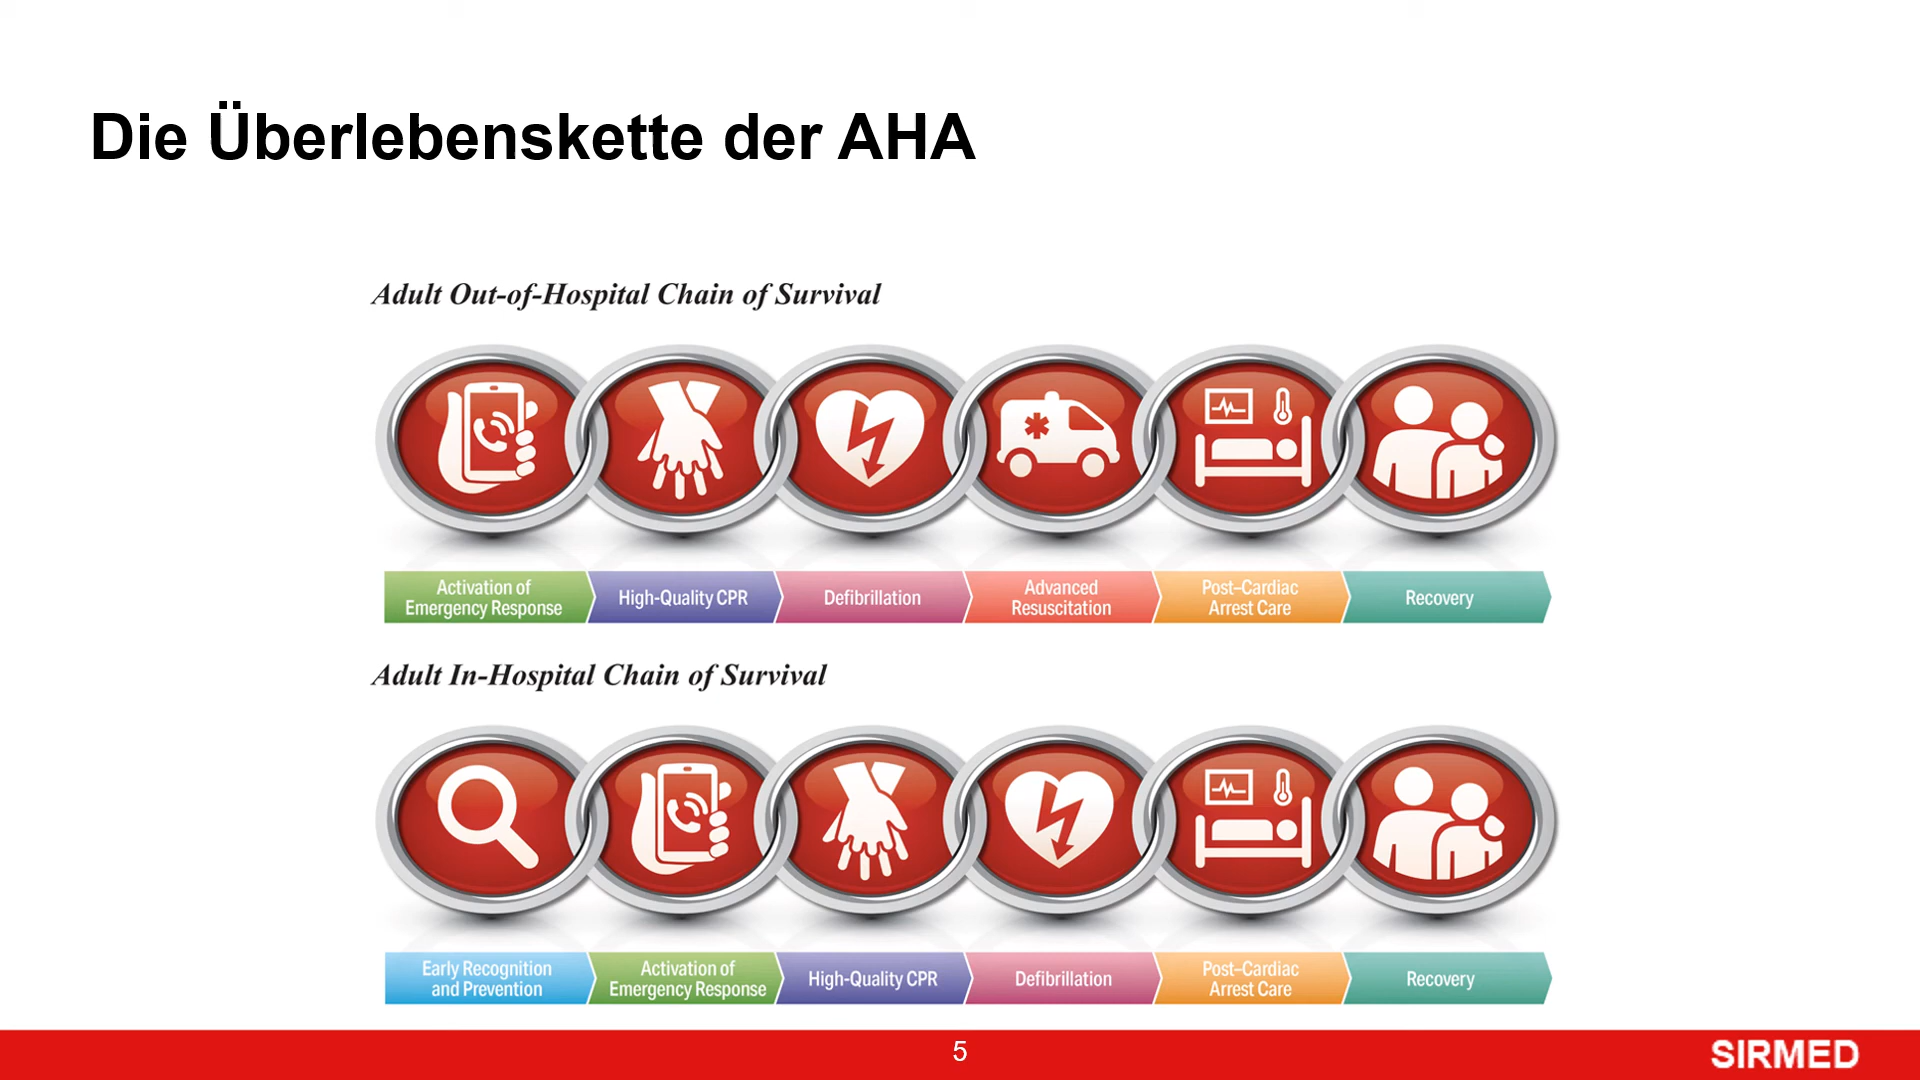 Die Überlebenskette der AHA
Adult Out-of-Hospital Chain of Survival
Activation of
Emergency Response
High-Quality CPR
Defibrillation
Advanced
Resuscitation
Post–Cardiac
Arrest Care
Recovery
Adult In-Hospital Chain of Survival
Early Recognition
and Prevention
Activation of
Emergency Response
High-Quality CPR
Defibrillation
Post–Cardiac
Arrest Care
Recovery
5
SIRMED